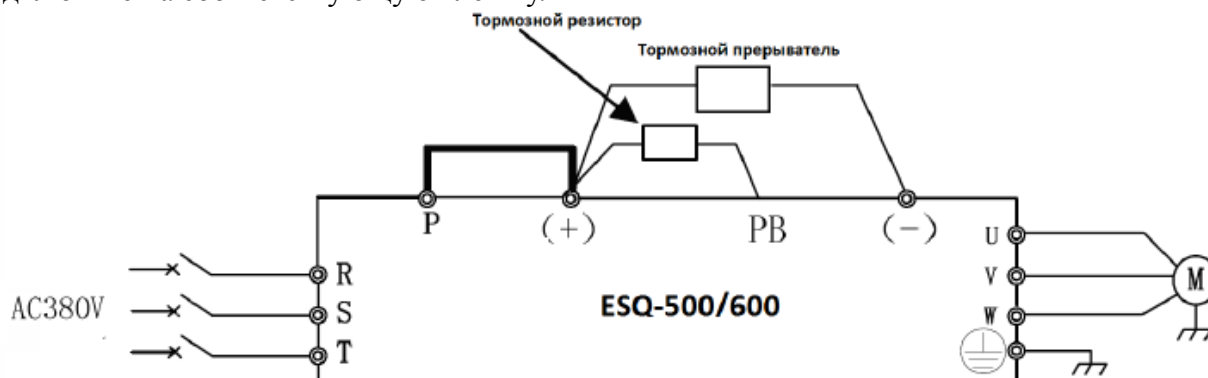 Тормозной резистор
Тормозной прерыватель
P
(+)
PB
(-)
U
R
V
M
AC380V
S
ESQ-500/600
W
T